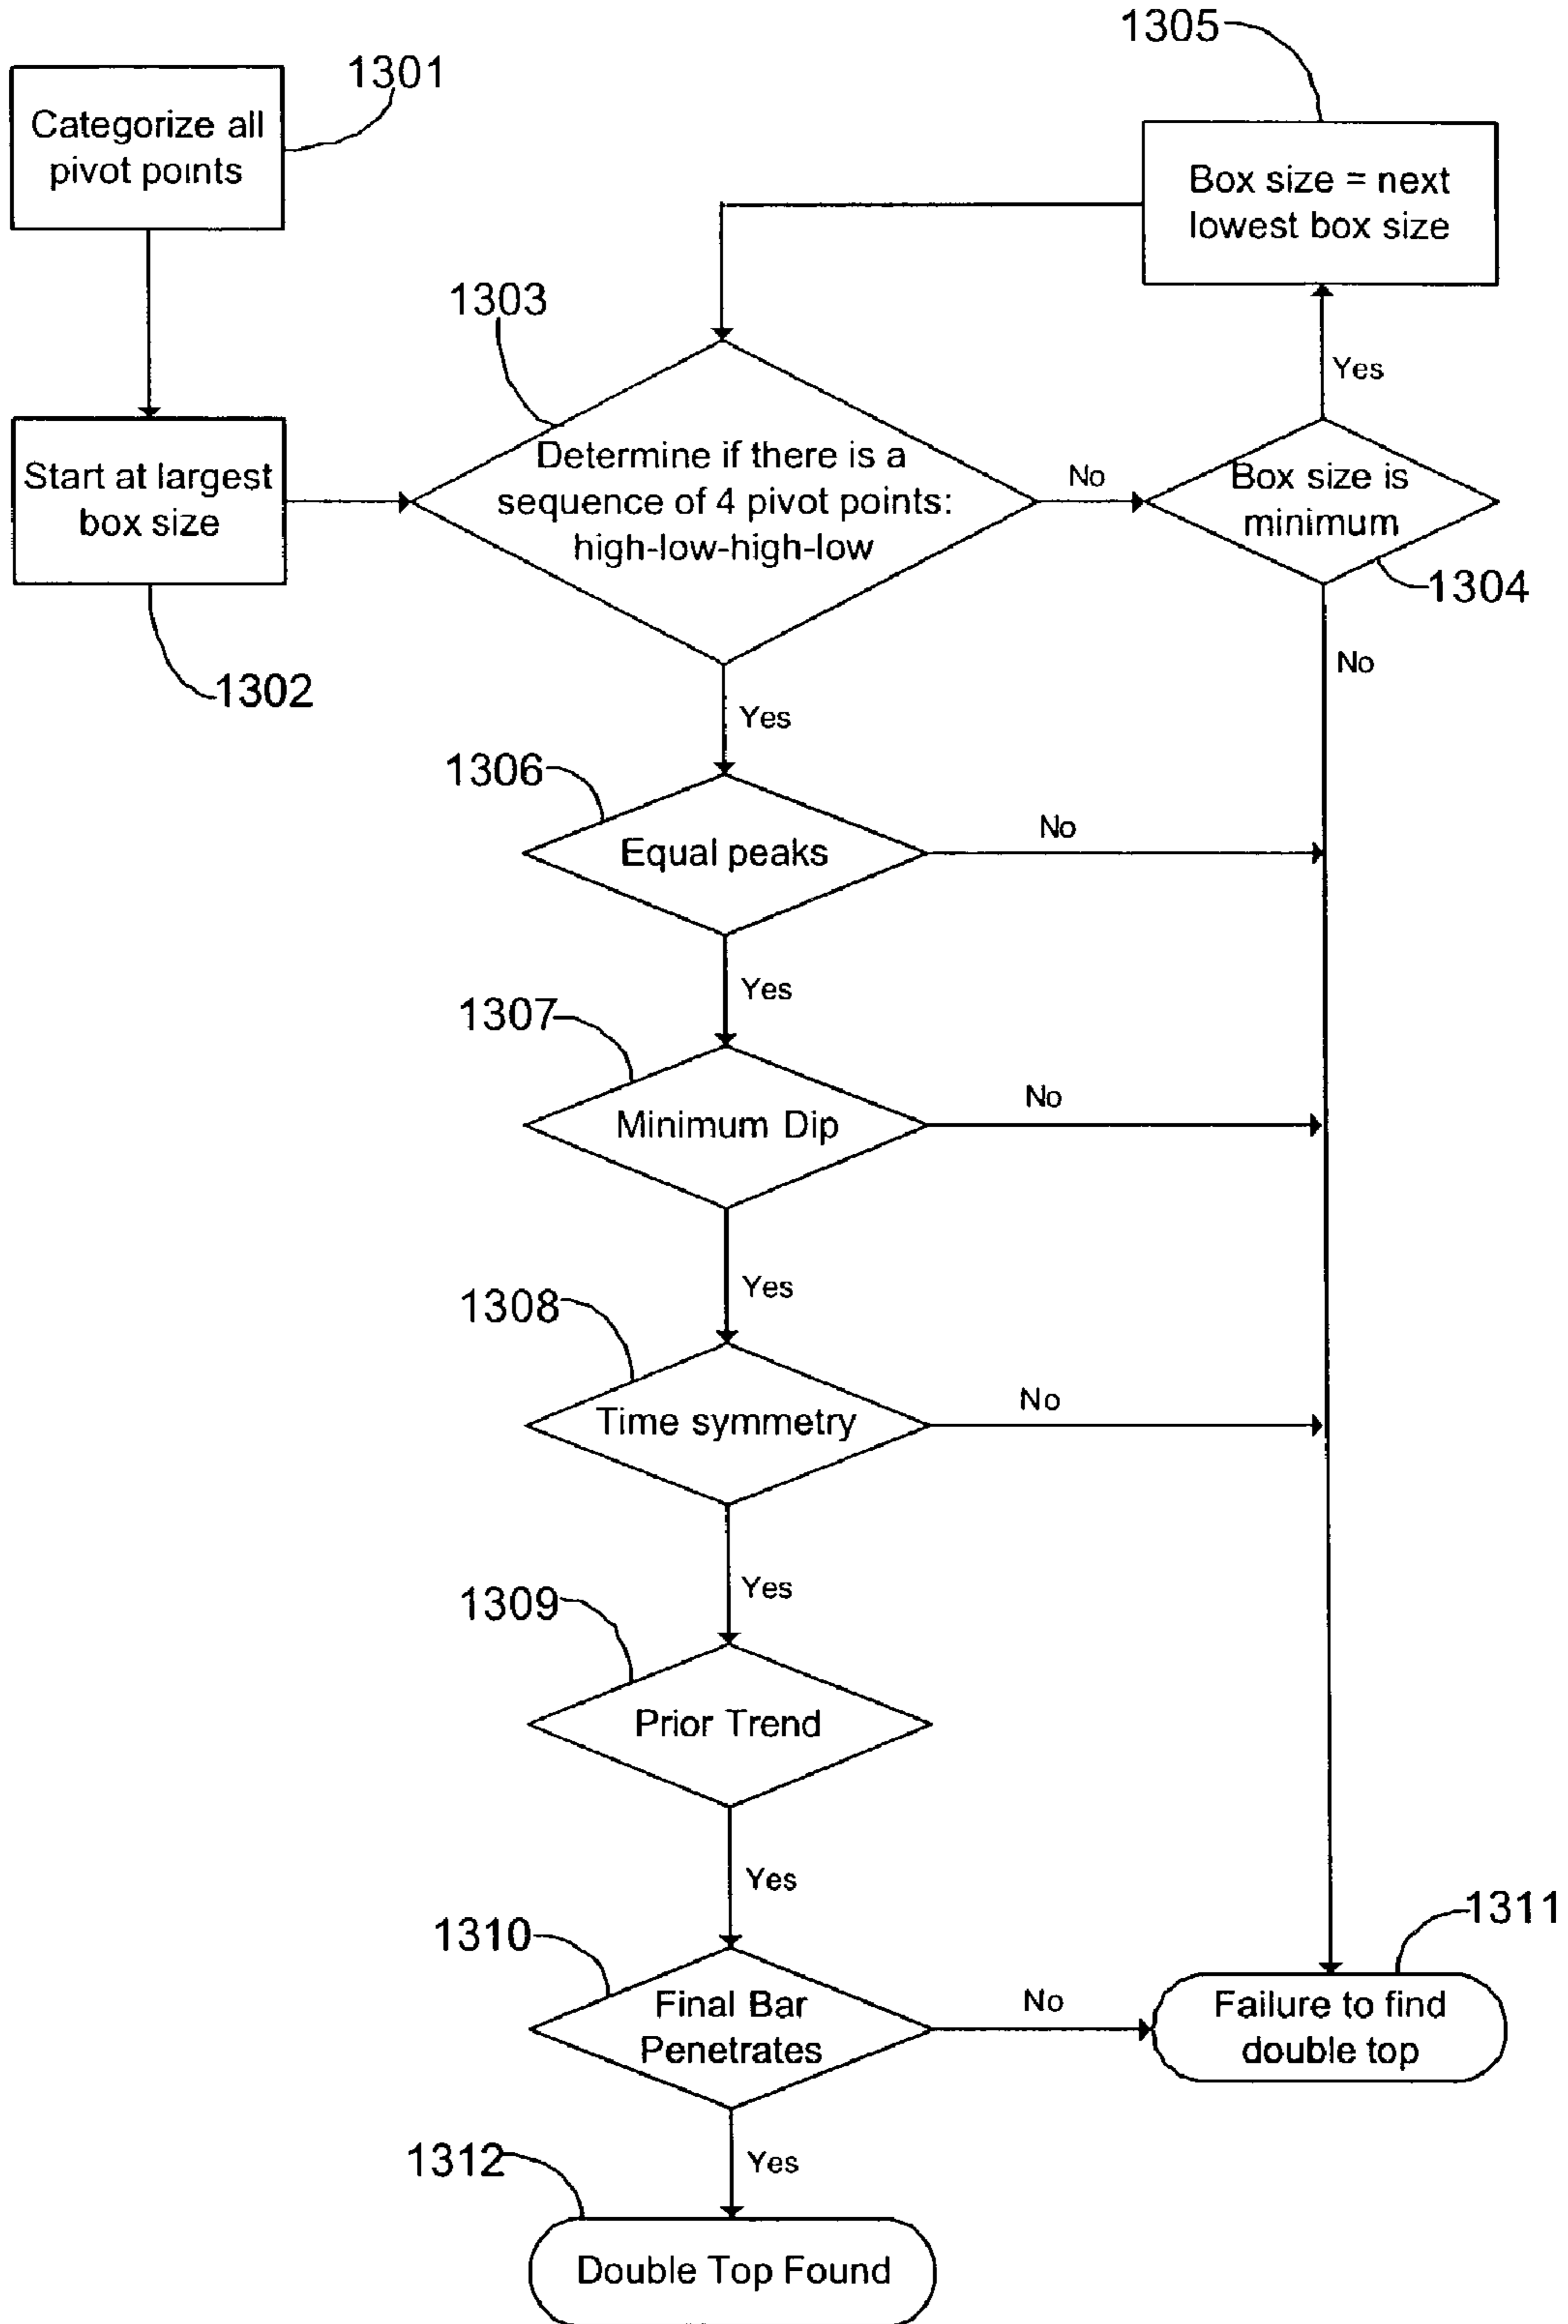 1305
1301
Categorize all
pivot points
Box size = next
lowest box size
1303
Yes
Start at largest
box size
Determine if there is a
sequence of 4 pivot points:
high-low-high-low
No
Box size is
minimum
1304
1302
No
Yes
1306
Equal peaks
No
Yes
1307
Minimum Dip
No
Yes
1308
Time symmetry
No
Yes
1309
Prior Trend
Yes
1310
1311
Final Bar
Penetrates
No
Failure to find
double top
1312
Yes
Double Top Found